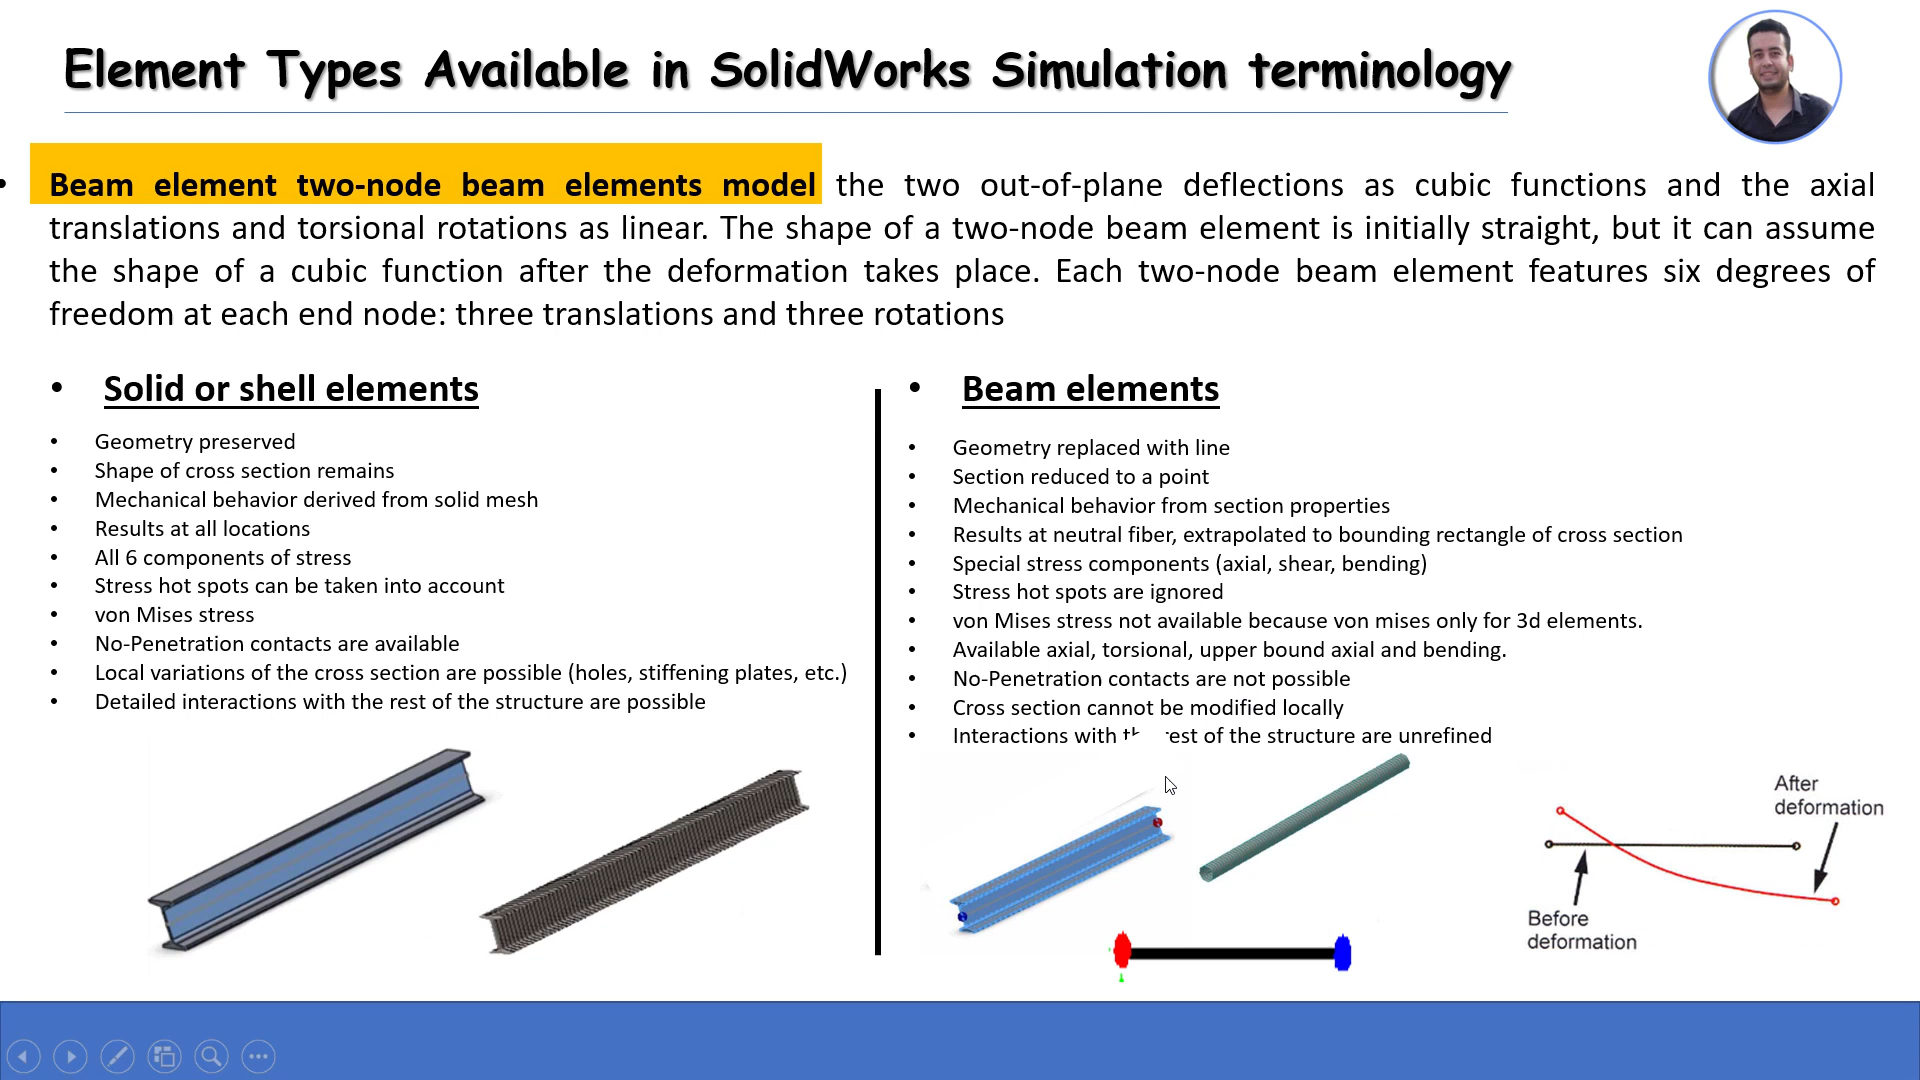 Element Types Available in SolidWorks Simulation terminology
• Beam element two-node beam elements model the two out-of-plane deflections as cubic functions and the axial
translations and torsional rotations as linear. The shape of a two-node beam element is initially straight, but it can assume
the shape of a cubic function after the deformation takes place. Each two-node beam element features six degrees of
freedom at each end node: three translations and three rotations
• Solid or shell elements
• Geometry preserved
• Shape of cross section remains
• Mechanical behavior derived from solid mesh
• Results at all locations
• All 6 components of stress
• Stress hot spots can be taken into account
• von Mises stress
• No-Penetration contacts are available
• Local variations of the cross section are possible (holes, stiffening plates, etc.)
• Detailed interactions with the rest of the structure are possible
• Beam elements
• Geometry replaced with line
• Section reduced to a point
• Mechanical behavior from section properties
• Results at neutral fiber, extrapolated to bounding rectangle of cross section
• Special stress components (axial, shear, bending)
• Stress hot spots are ignored
• von Mises stress not available because von mises only for 3d elements.
• Available axial, torsional, upper bound axial and bending.
• No-Penetration contacts are not possible
• Cross section cannot be modified locally
• Interactions with rest of the structure are unrefined
After
deformation
Before
deformation